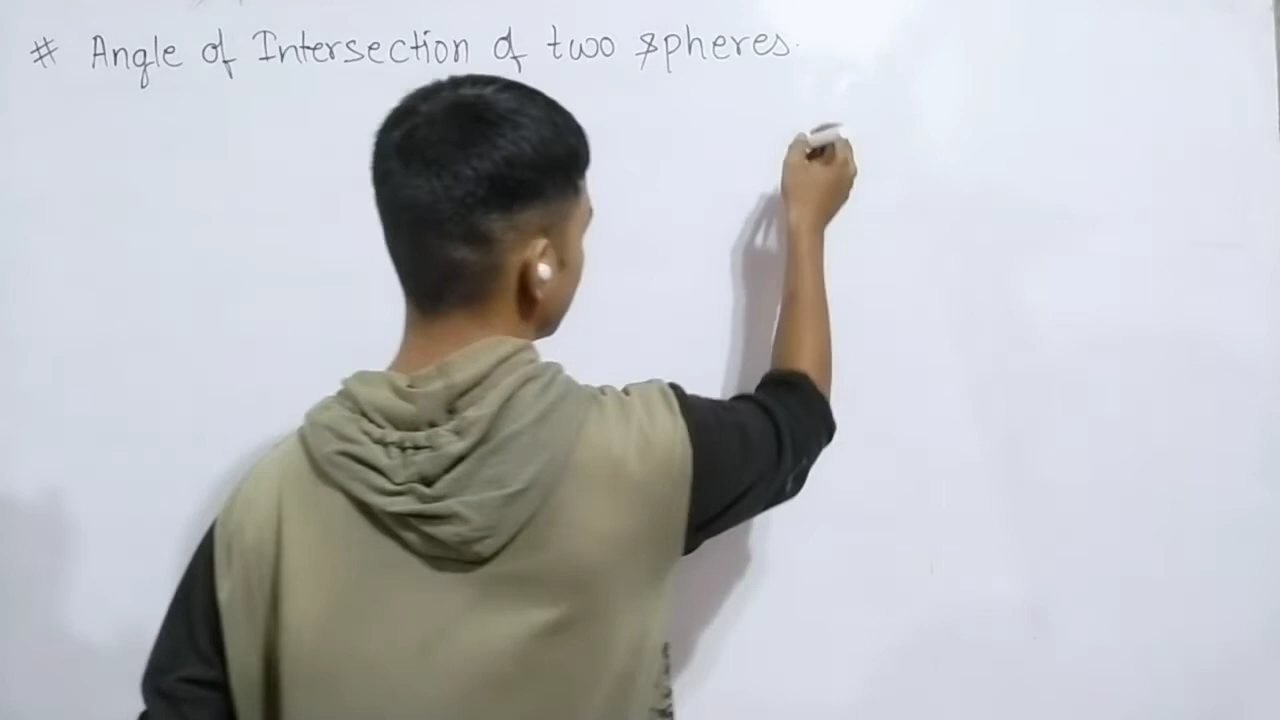 # Angle of Intersection of two spheres.